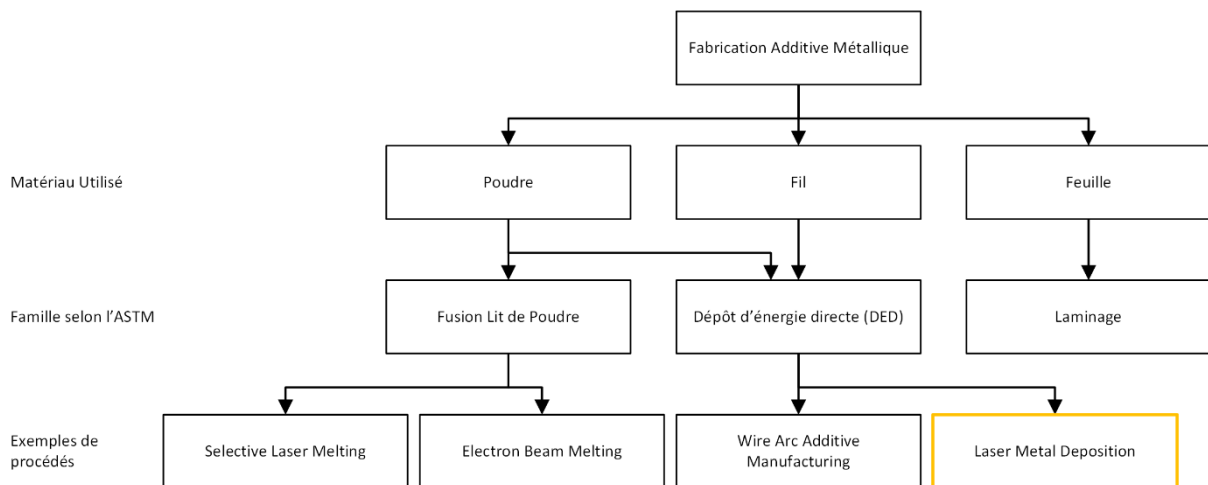 Fabrication Additive Métallique
Matériau Utilisé
Poudre
Fil
Feuille
Famille selon l’ASTM
Fusion Lit de Poudre
Dépôt d’énergie directe (DED)
Laminage
Exemples de
procédés
Selective Laser Melting
Electron Beam Melting
Wire Arc Additive
Manufacturing
Laser Metal Deposition